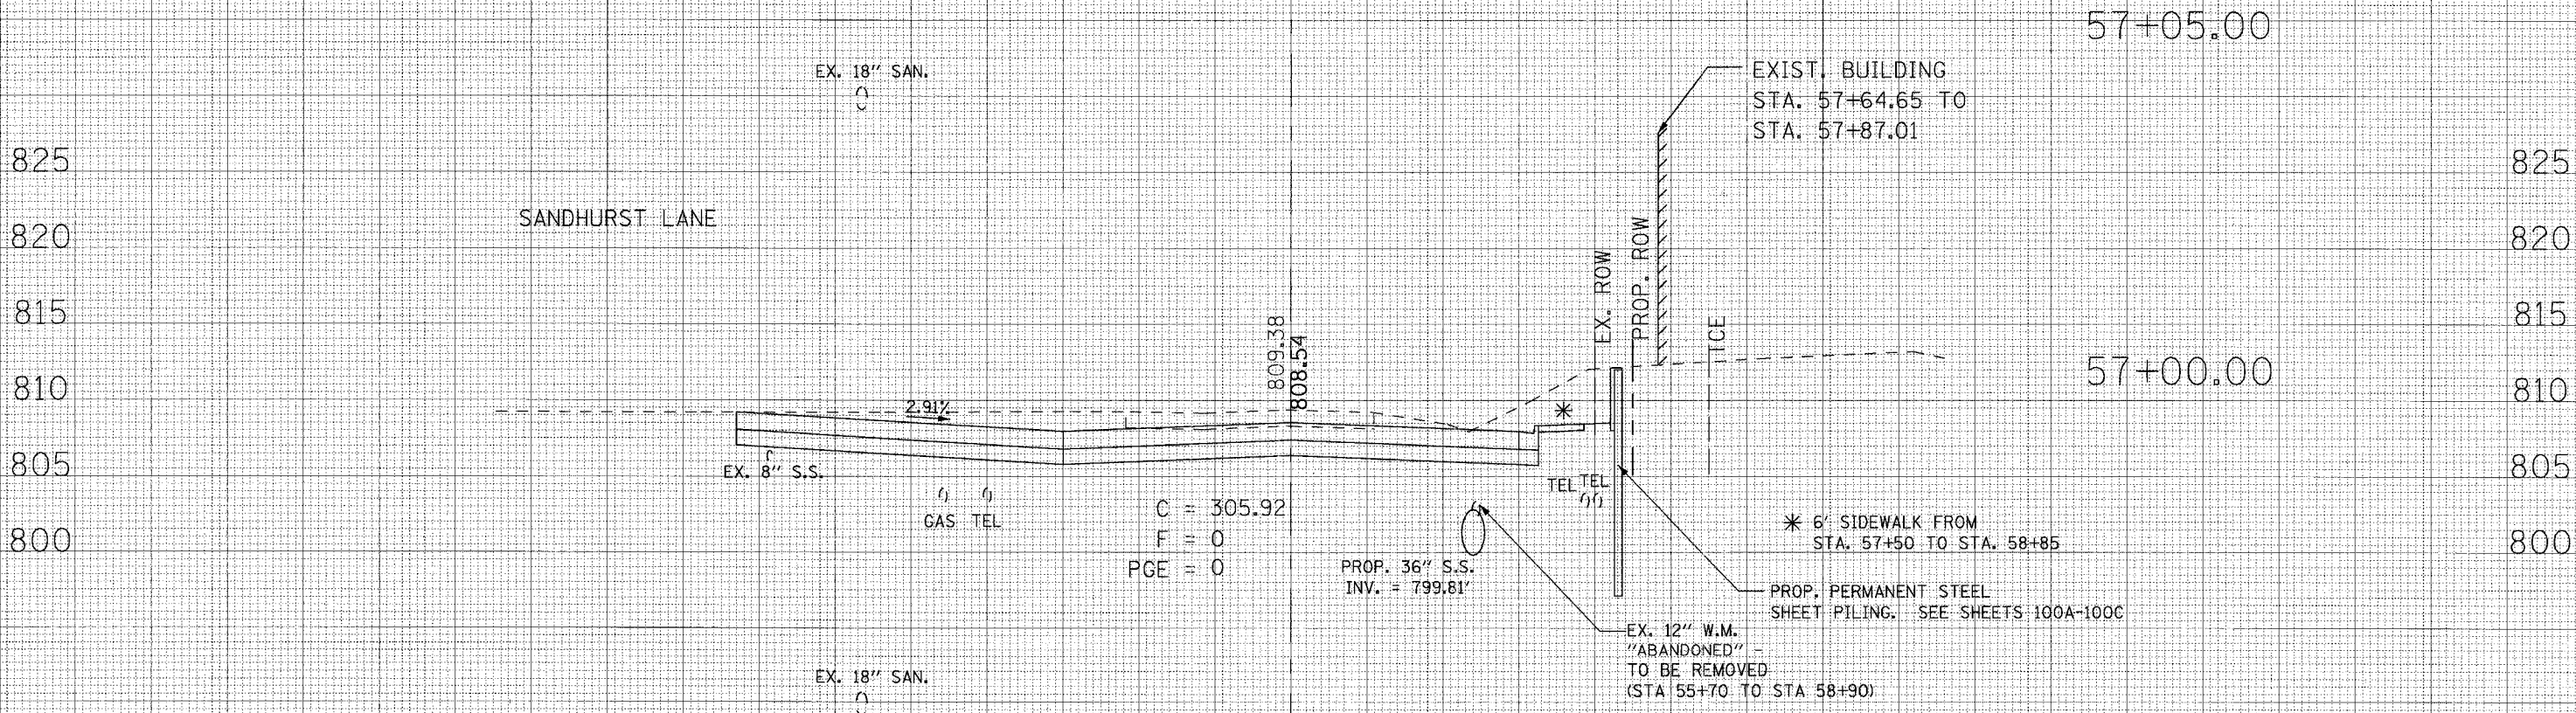 57+05.00
EX. 18" SAN.
EXIST. BUILDING
STA. 57+64.65 TO
STA. 57+87.01
825
825
SANDHURST LANE
820
820
EX. ROW
PROP. ROW
TCE
815
815
809.38
808.54
57+00.00
810
810
2.91%
805
805
EX. 8" S.S.
TEL
TEL
GAS
TEL
C = 305.92
F = 0
PGE = 0
800
800
✳ 6' SIDEWALK FROM
STA. 57+50 TO STA. 58+85
PROP. 36" S.S.
INV. = 799.81'
PROP. PERMANENT STEEL
SHEET PILING. SEE SHEETS 100A-100C
EX. 12" W.M.
"ABANDONED" -
TO BE REMOVED
(STA 55+70 TO STA 58+90)
EX. 18" SAN.